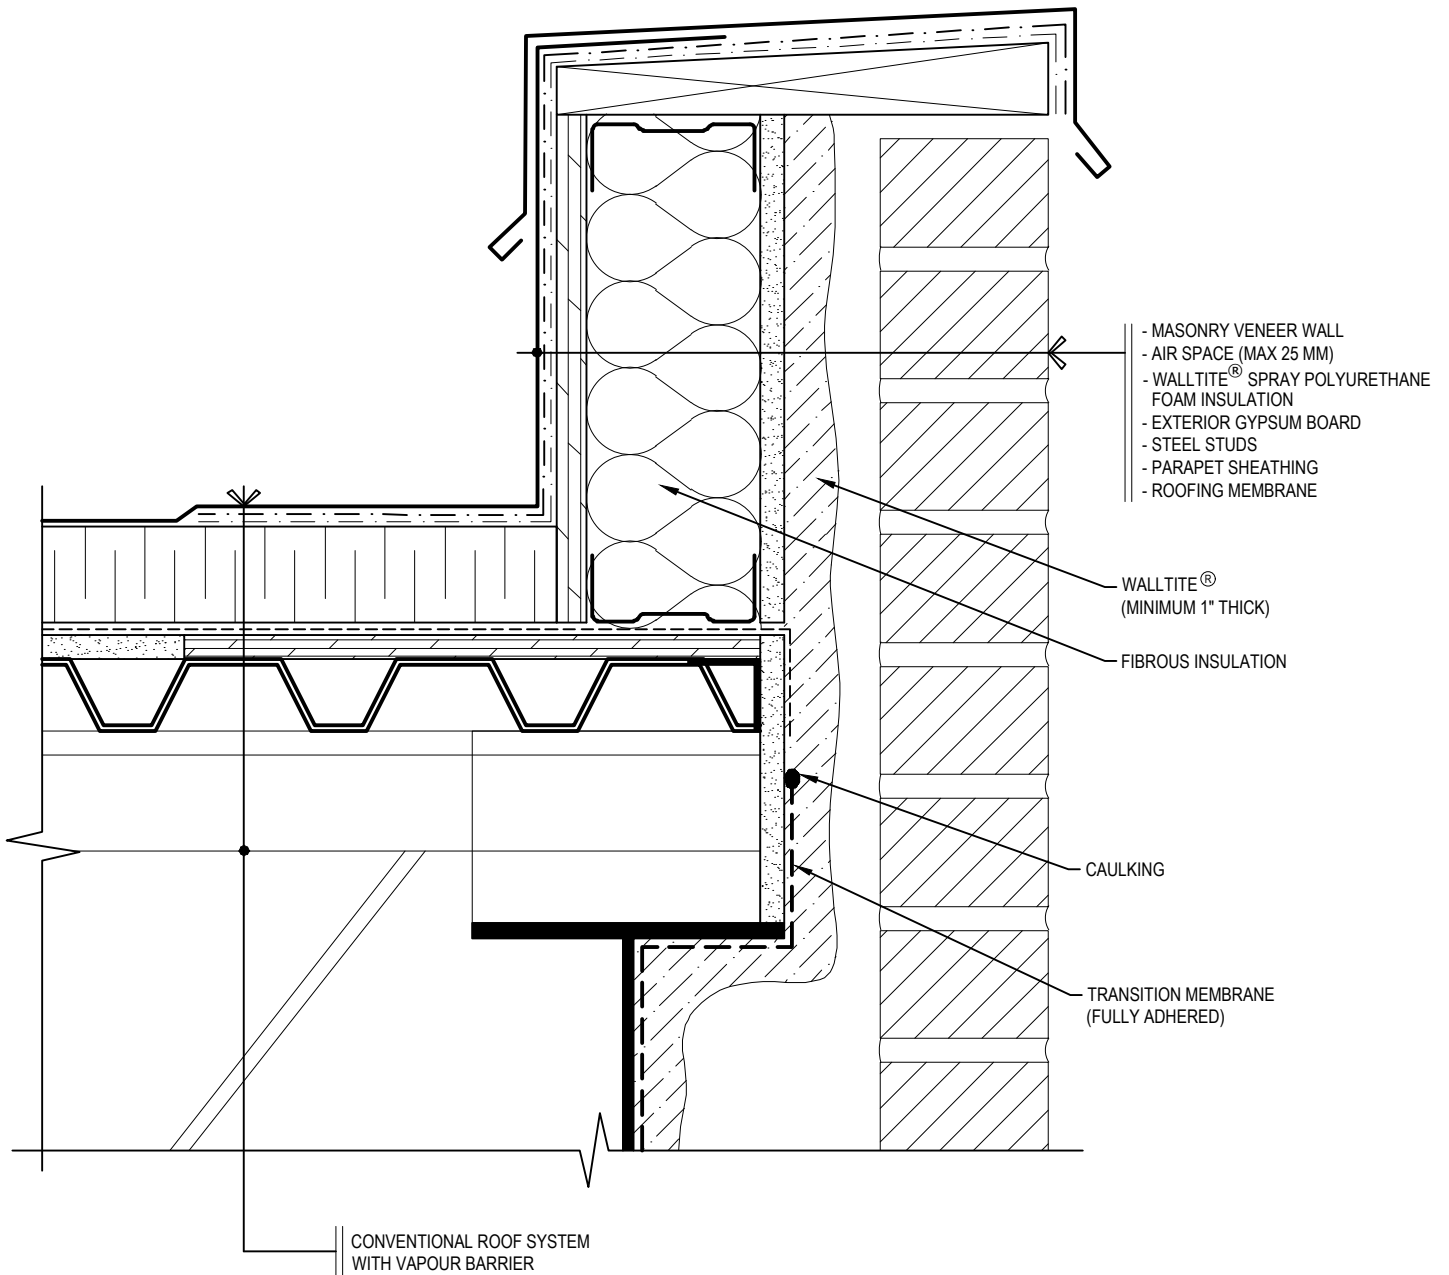 - MASONRY VENEER WALL
- AIR SPACE (MAX 25 MM)
- WALLTITE® SPRAY POLYURETHANE
FOAM INSULATION
- EXTERIOR GYPSUM BOARD
- STEEL STUDS
- PARAPET SHEATHING
- ROOFING MEMBRANE
WALLTITE®
(MINIMUM 1" THICK)
FIBROUS INSULATION
CAULKING
TRANSITION MEMBRANE
(FULLY ADHERED)
CONVENTIONAL ROOF SYSTEM
WITH VAPOUR BARRIER